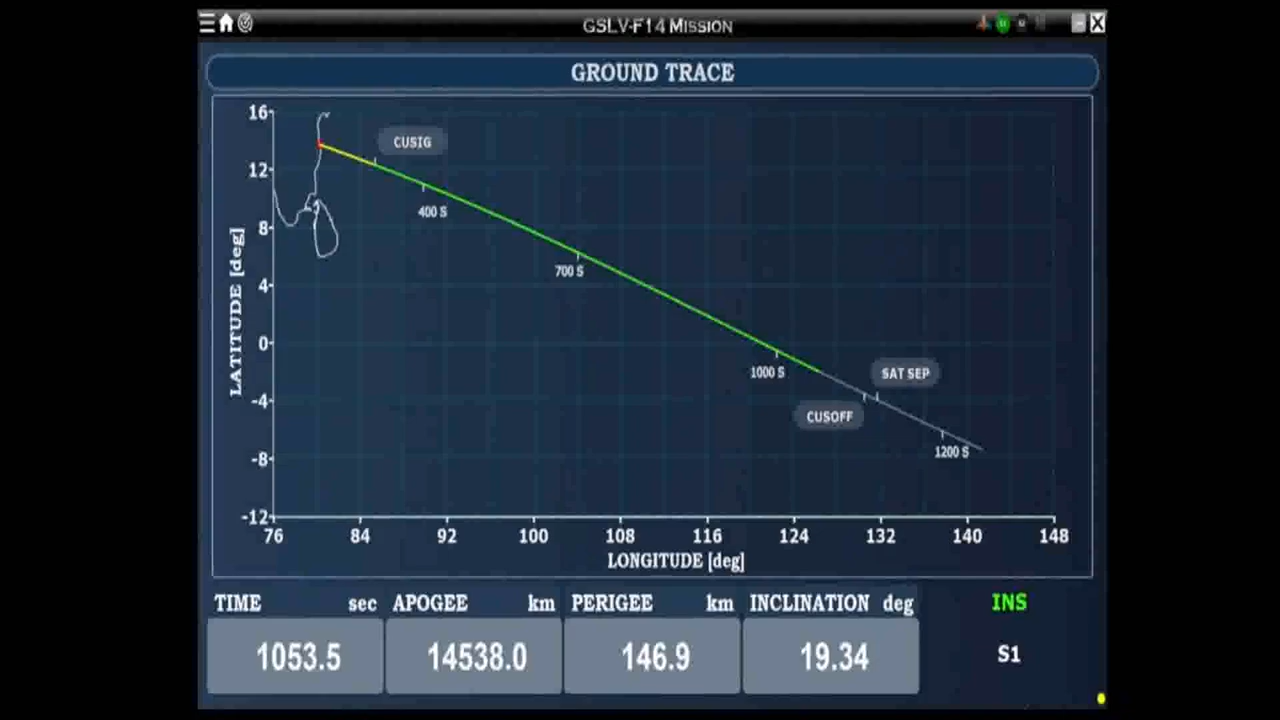 GSLV-F14 MISSION
GROUND TRACE
LATITUDE [deg]
16
12
8
4
0
-4
-8
-12
CUSIG
400 S
700 S
1000 S
SAT SEP
CUSOFF
1200 S
76 84 92 100 108 116 124 132 140 148
LONGITUDE [deg]
TIME sec APOGEE km PERIGEE km INCLINATION deg INS
1053.5 14538.0 146.9 19.34 S1